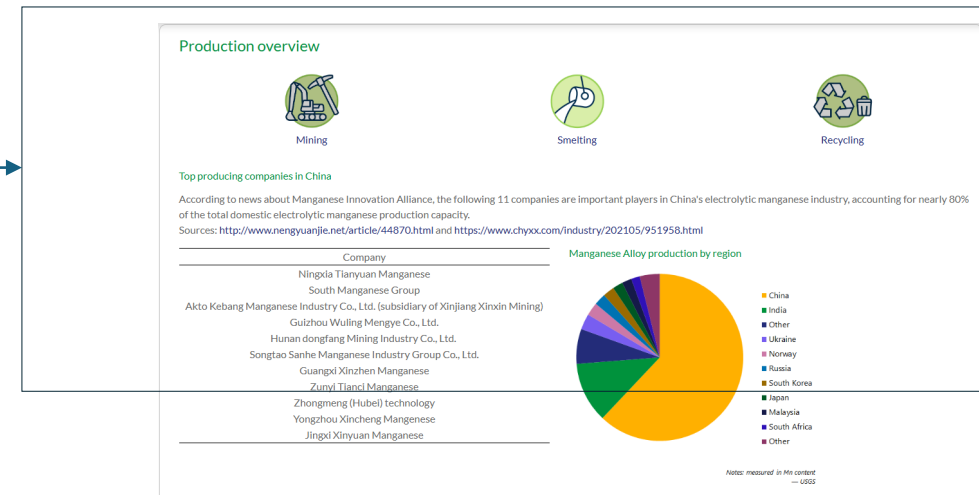 Production overview
Mining
Smelting
Recycling
Top producing companies in China
According to news about Manganese Innovation Alliance, the following 11 companies are important players in China's electrolytic manganese industry, accounting for nearly 80%
of the total domestic electrolytic manganese production capacity.
Sources: http://www.nengyuanjie.net/article/44870.html and https://www.chyxx.com/industry/202105/951958.html
Company
Ningxia Tianyuan Manganese
South Manganese Group
Akto Kebang Manganese Industry Co., Ltd. (subsidiary of Xinjiang Xinxin Mining)
Guizhou Wuling Mengye Co., Ltd.
Hunan dongfang Mining Industry Co., Ltd.
Songtao Sanhe Manganese Industry Group Co., Ltd.
Guangxi Xinzhen Manganese
Zunyi Tianci Manganese
Zhongmeng (Hubei) technology
Yongzhou Xincheng Mangenese
Jingxi Xinyuan Manganese
Manganese Alloy production by region
China
India
Other
Ukraine
Norway
Russia
South Korea
Japan
Malaysia
South Africa
Other
Notes: measured in Mn content
— USGS